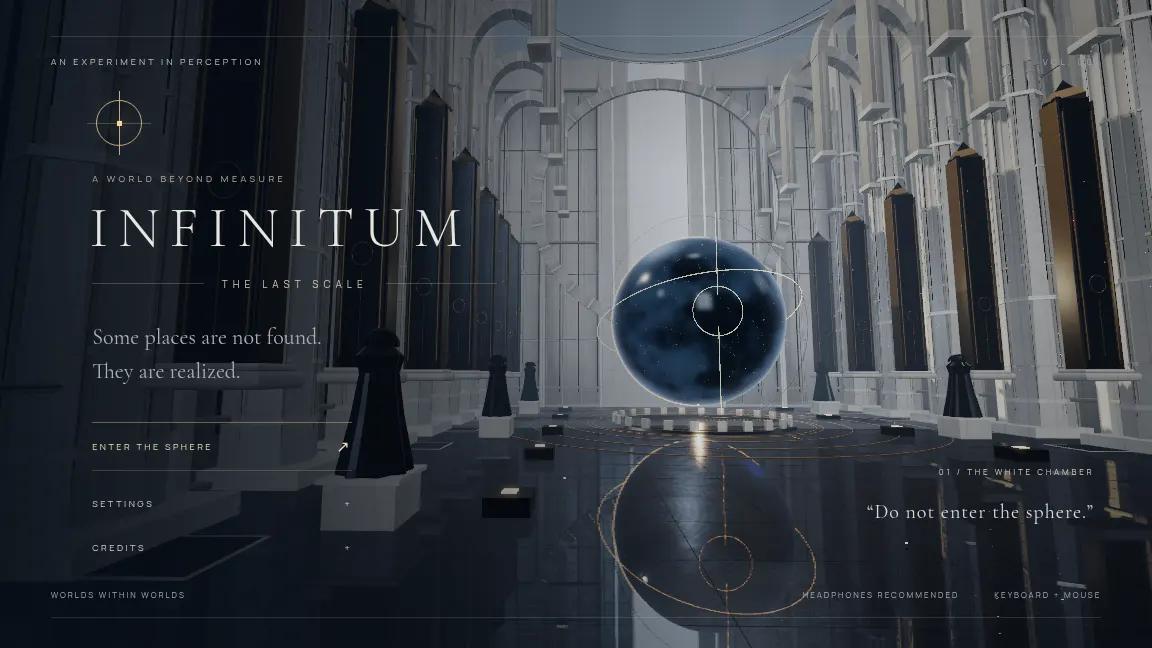 AN EXPERIMENT IN PERCEPTION
A WORLD BEYOND MEASURE
INFINITUM
THE LAST SCALE
Some places are not found.
They are realized.
ENTER THE SPHERE ↗
SETTINGS +
CREDITS +
01 / THE WHITE CHAMBER
“Do not enter the sphere.”
WORLDS WITHIN WORLDS
HEADPHONES RECOMMENDED · KEYBOARD + MOUSE